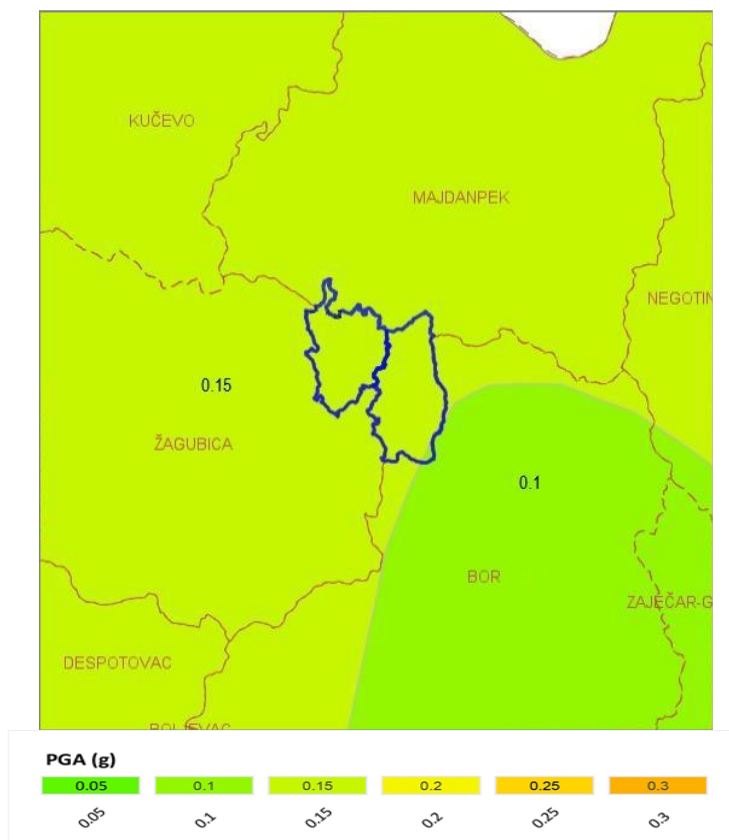 KUČEVO
MAJDANPEK
NEGOTIN
0.15
ŽAGUBICA
0.1
BOR
ZAJEČAR-G
DESPOTOVAC
BOLJEVAC
PGA (g)
0.05 0.1 0.15 0.2 0.25 0.3
0.05 0.1 0.15 0.2 0.25 0.3